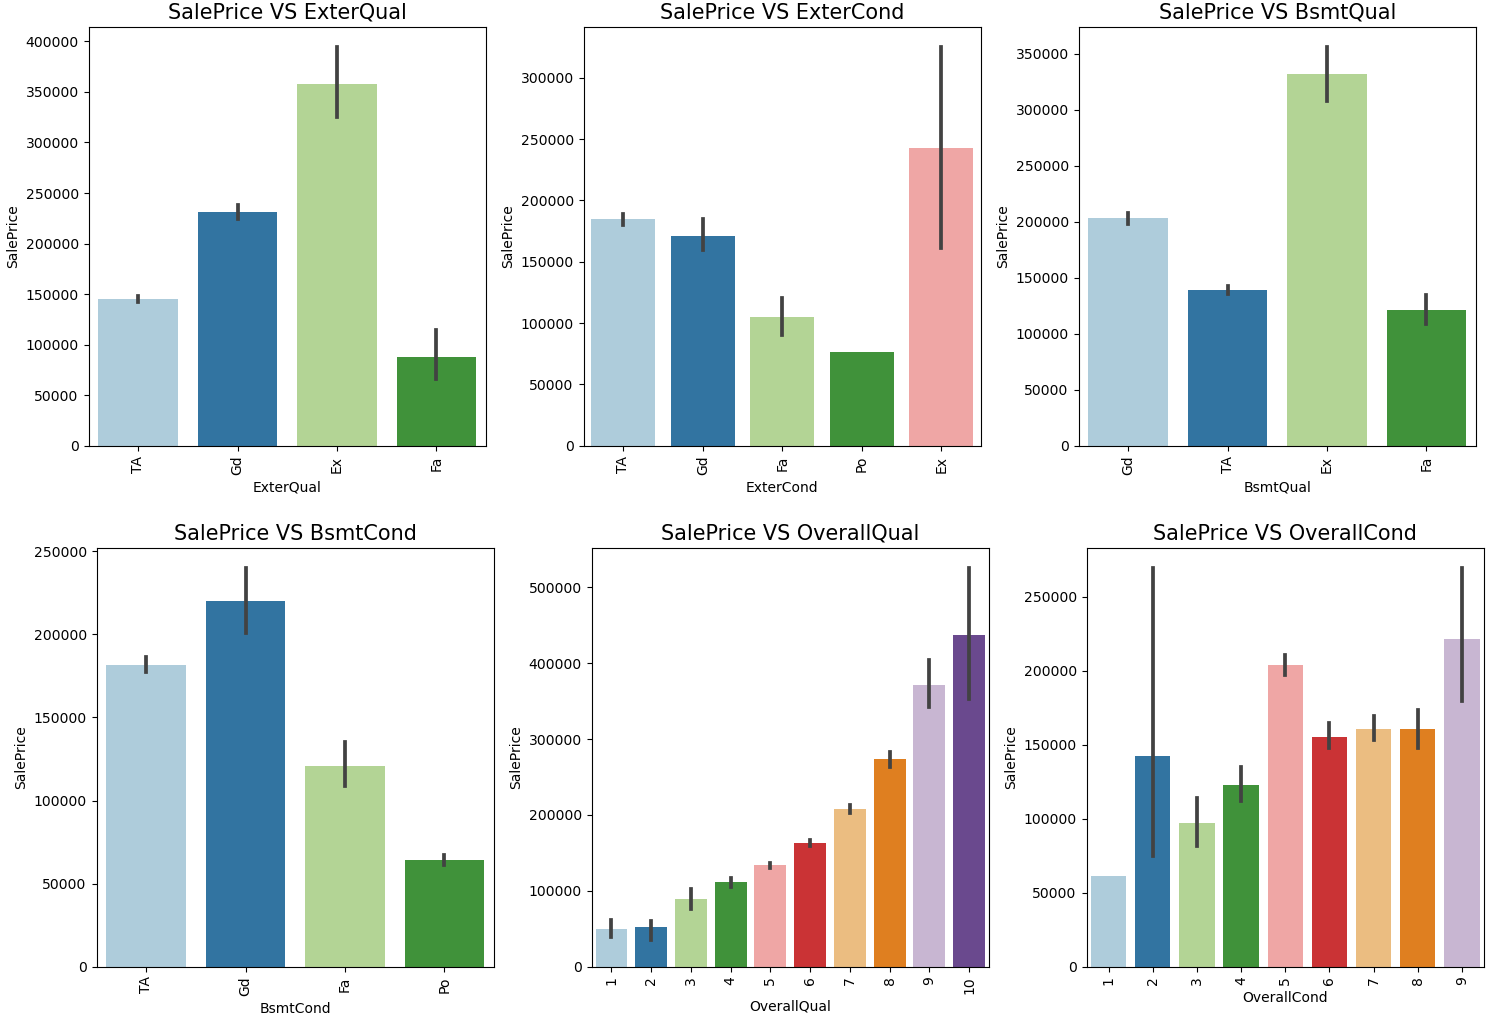 SalePrice VS ExterQual
400000
350000
300000
250000
200000
150000
100000
50000
0
SalePrice
TA Gd Ex Fa
ExterQual
SalePrice VS ExterCond
300000
250000
200000
150000
100000
50000
0
SalePrice
TA Gd Fa Po Ex
ExterCond
SalePrice VS BsmtQual
350000
300000
250000
200000
150000
100000
50000
0
SalePrice
Gd TA Ex Fa
BsmtQual
SalePrice VS BsmtCond
250000
200000
150000
100000
50000
0
SalePrice
TA Gd Fa Po
BsmtCond
SalePrice VS OverallQual
500000
400000
300000
200000
100000
0
SalePrice
1 2 3 4 5 6 7 8 9 10
OverallQual
SalePrice VS OverallCond
250000
200000
150000
100000
50000
0
SalePrice
1 2 3 4 5 6 7 8 9
OverallCond